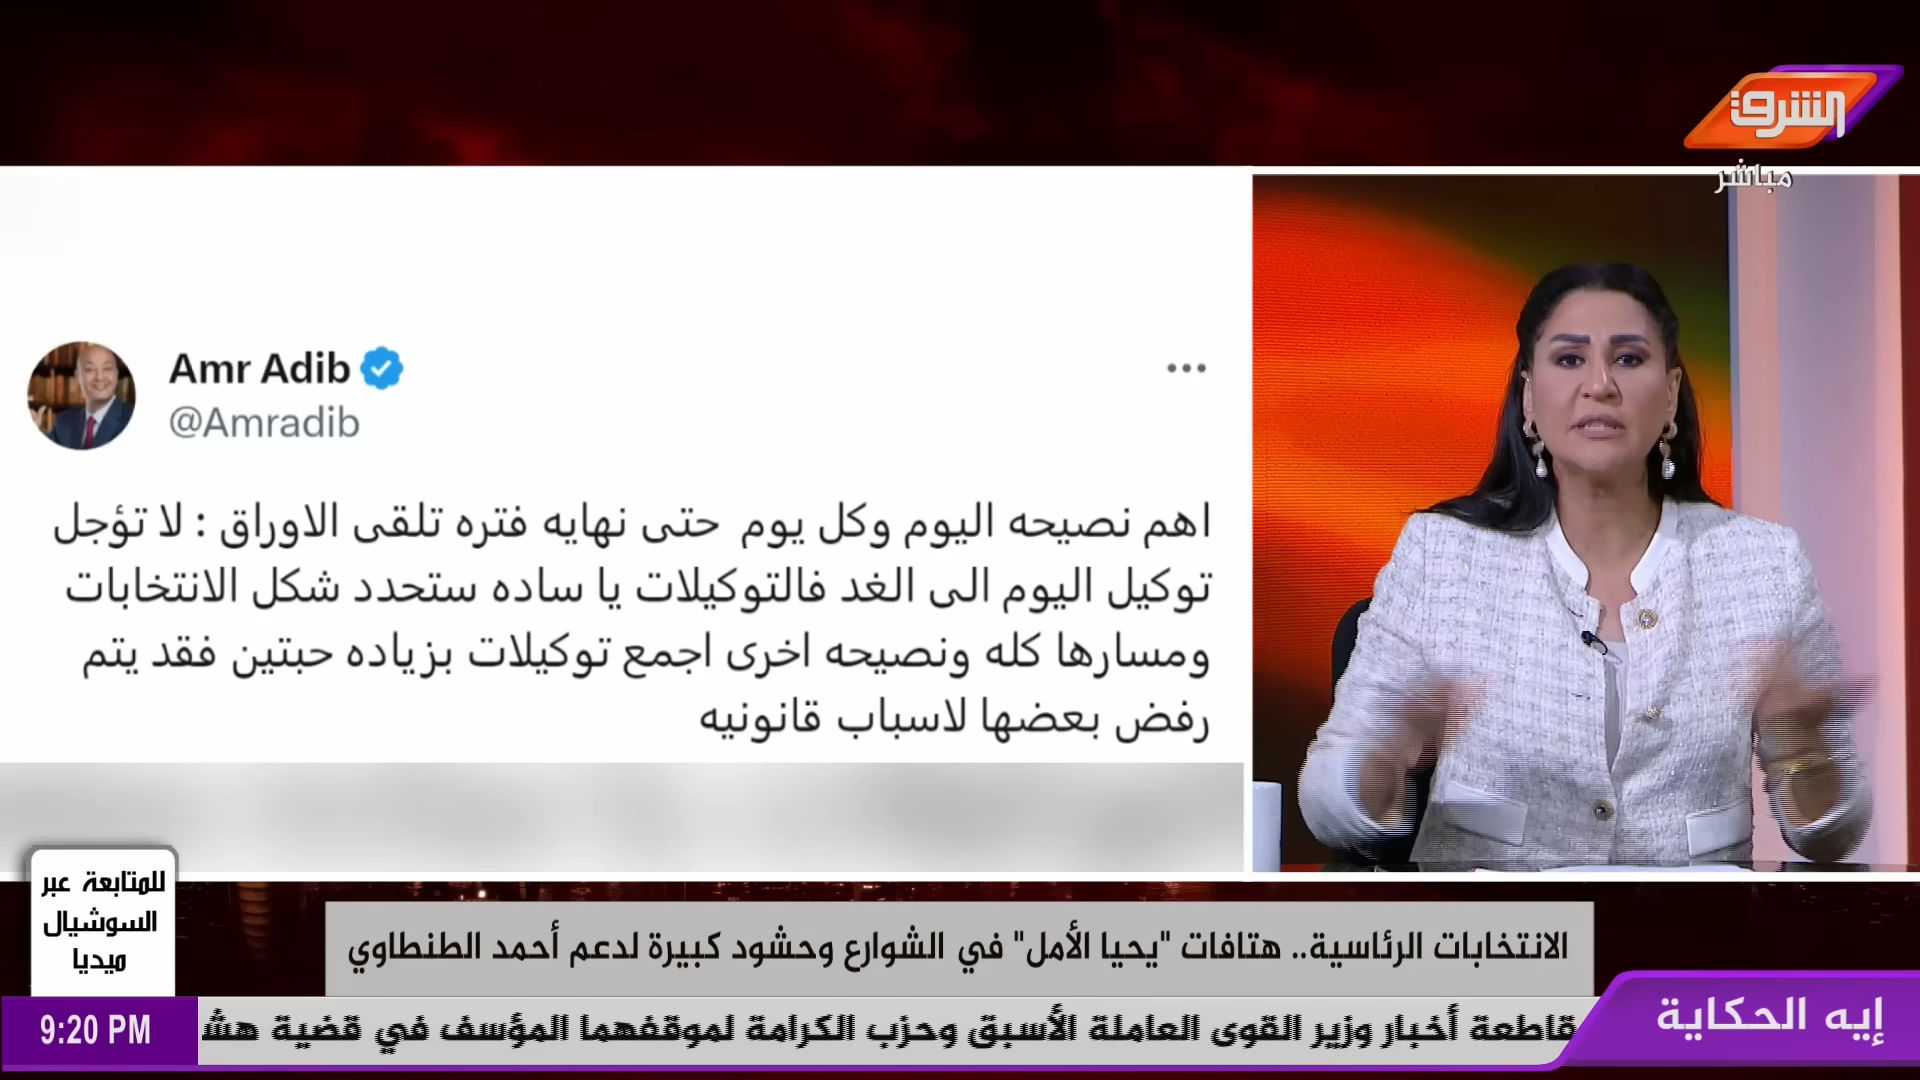 الشرق
مباشر
Amr Adib
@Amradib
اهم نصيحه اليوم وكل يوم حتى نهايه فتره تلقى الاوراق : لا تؤجل
توكيل اليوم الى الغد فالتوكيلات يا ساده ستحدد شكل الانتخابات
ومسارها كله ونصيحه اخرى اجمع توكيلات بزياده حبتين فقد يتم
رفض بعضها لاسباب قانونيه
للمتابعة عبر
السوشيال
ميديا
الانتخابات الرئاسية.. هتافات "يحيا الأمل" في الشوارع وحشود كبيرة لدعم أحمد الطنطاوي
إيه الحكاية
قاطعة أخبار وزير القوى العاملة الأسبق وحزب الكرامة لموقفهما المؤسف في قضية هش
9:20 PM